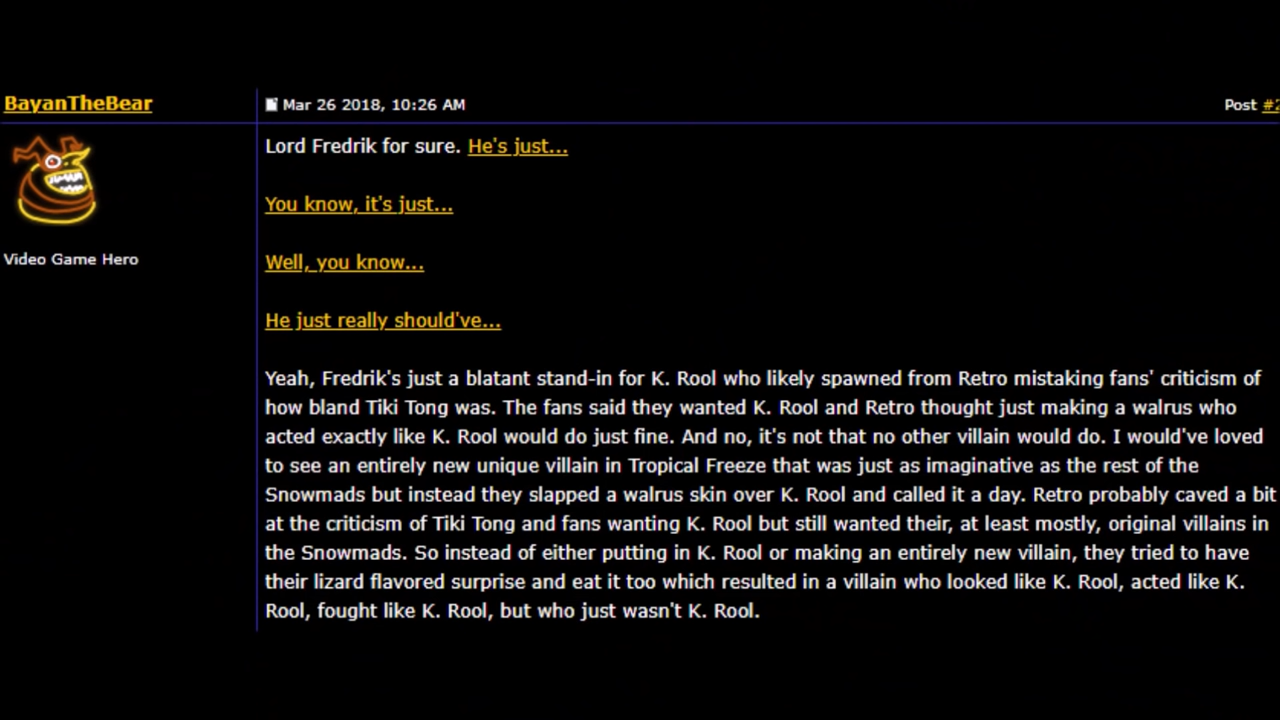 BayanTheBear
Mar 26 2018, 10:26 AM
Post #2
Video Game Hero
Lord Fredrik for sure. He's just...
You know, it's just...
Well, you know...
He just really should've...
Yeah, Fredrik's just a blatant stand-in for K. Rool who likely spawned from Retro mistaking fans' criticism of
how bland Tiki Tong was. The fans said they wanted K. Rool and Retro thought just making a walrus who
acted exactly like K. Rool would do just fine. And no, it's not that no other villain would do. I would've loved
to see an entirely new unique villain in Tropical Freeze that was just as imaginative as the rest of the
Snowmads but instead they slapped a walrus skin over K. Rool and called it a day. Retro probably caved a bit
at the criticism of Tiki Tong and fans wanting K. Rool but still wanted their, at least mostly, original villains in
the Snowmads. So instead of either putting in K. Rool or making an entirely new villain, they tried to have
their lizard flavored surprise and eat it too which resulted in a villain who looked like K. Rool, acted like K.
Rool, fought like K. Rool, but who just wasn't K. Rool.